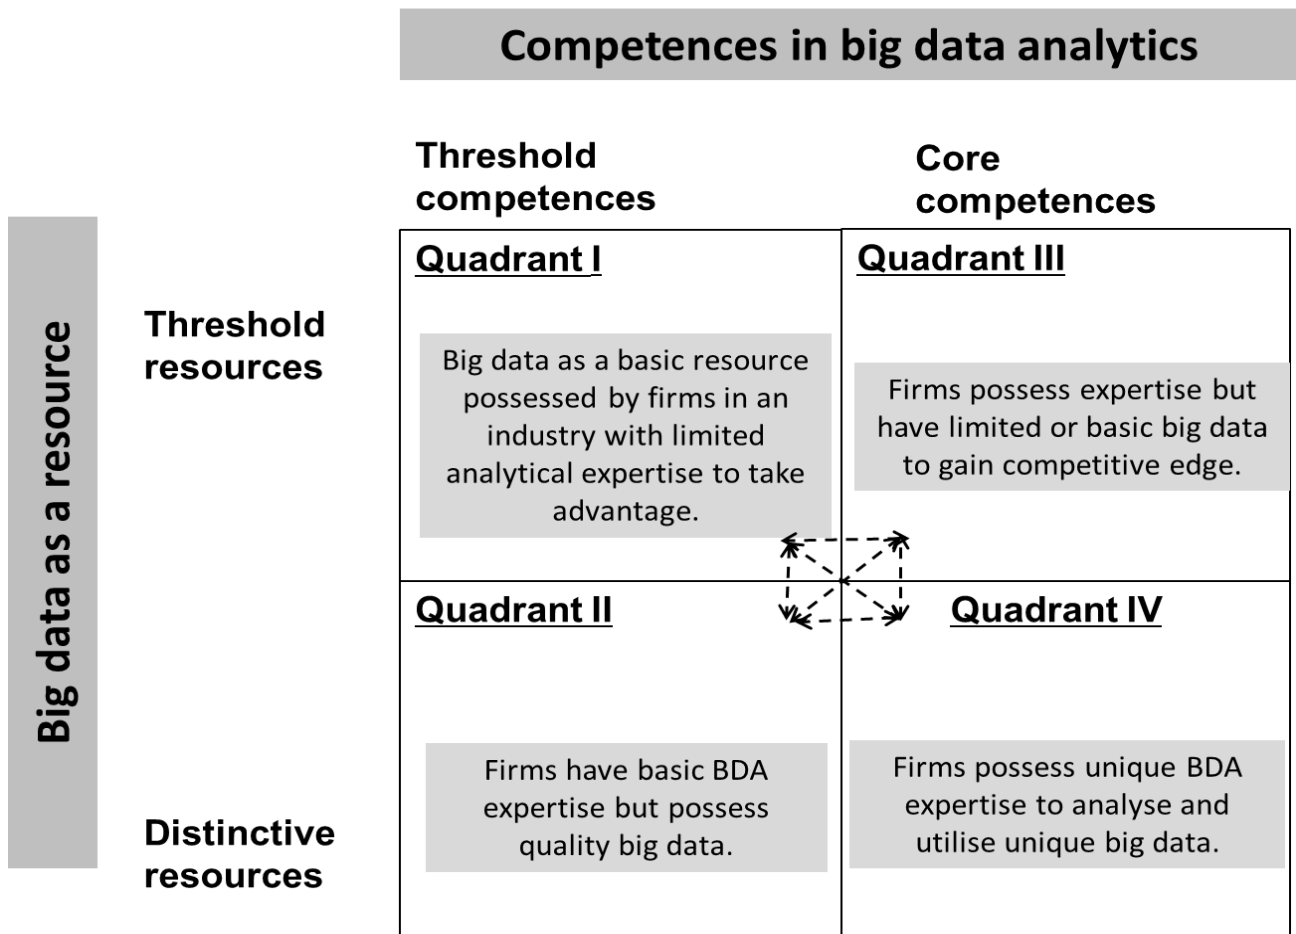 Competences in big data analytics
Threshold
competences
Core
competences
Big data as a resource
Threshold
resources
Quadrant I
Big data as a basic resource
possessed by firms in an
industry with limited
analytical expertise to take
advantage.
Quadrant III
Firms possess expertise but
have limited or basic big data
to gain competitive edge.
Distinctive
resources
Quadrant II
Firms have basic BDA
expertise but possess
quality big data.
Quadrant IV
Firms possess unique BDA
expertise to analyse and
utilise unique big data.